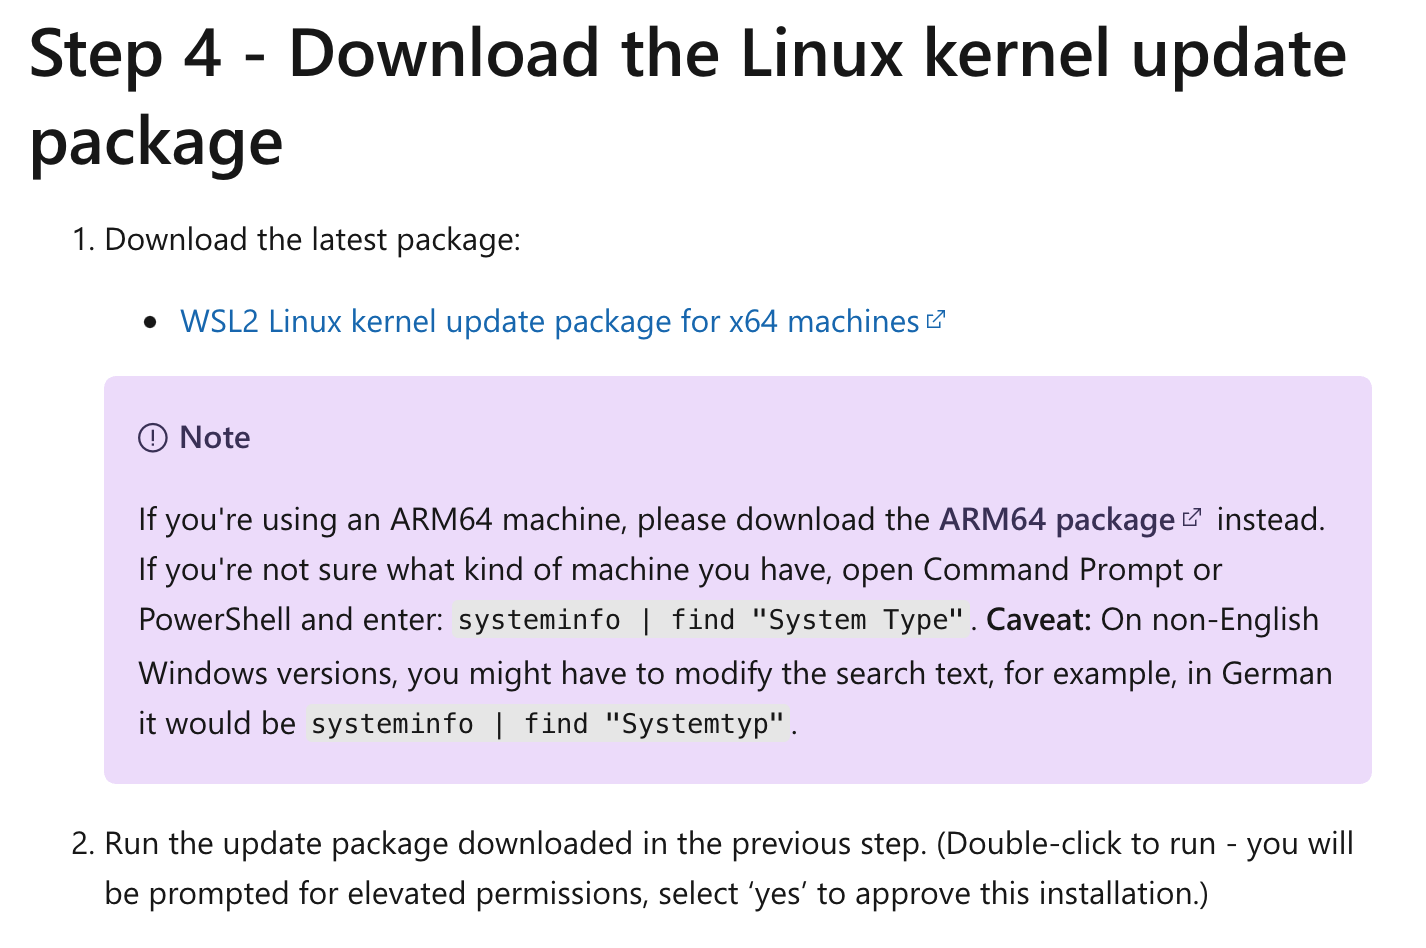 Step 4 - Download the Linux kernel update
package
1. Download the latest package:
• WSL2 Linux kernel update package for x64 machines
Note
If you're using an ARM64 machine, please download the ARM64 package instead.
If you're not sure what kind of machine you have, open Command Prompt or
PowerShell and enter: systeminfo | find "System Type". Caveat: On non-English
Windows versions, you might have to modify the search text, for example, in German
it would be systeminfo | find "Systemtyp".
2. Run the update package downloaded in the previous step. (Double-click to run - you will
be prompted for elevated permissions, select ‘yes’ to approve this installation.)